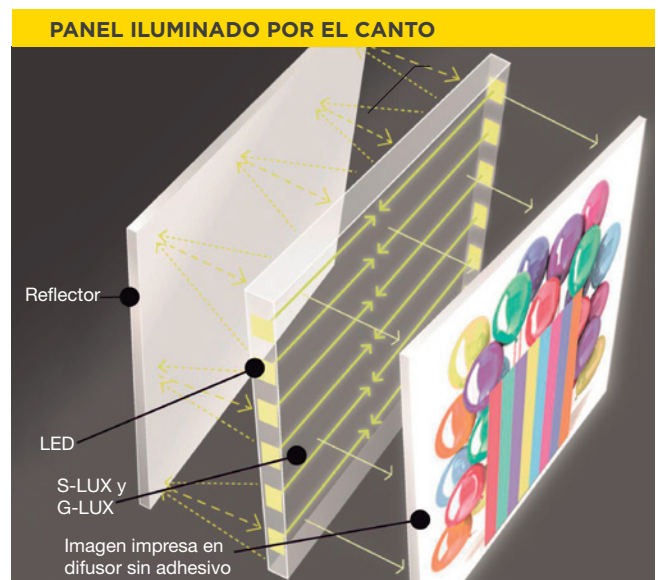 PANEL ILUMINADO POR EL CANTO
Reflector
LED
S-LUX y
G-LUX
Imagen impresa en
difusor sin adhesivo